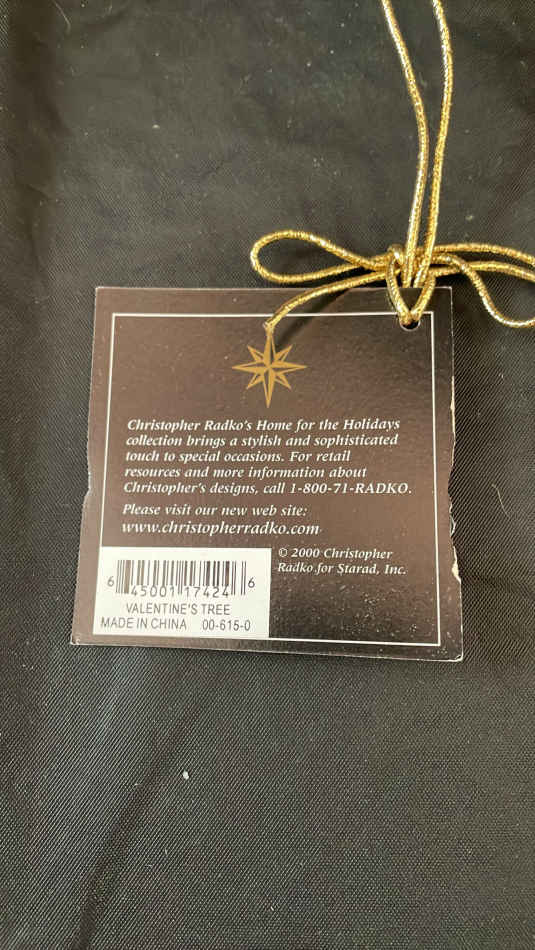 Christopher Radko's Home for the Holidays
collection brings a stylish and sophisticated
touch to special occasions. For retail
resources and more information about
Christopher's designs, call 1-800-71-RADKO.
Please visit our new web site:
www.christopherradko.com
© 2000 Christopher
Radko for Starad, Inc.
6 45001 17424 6
VALENTINE'S TREE
MADE IN CHINA 00-615-0